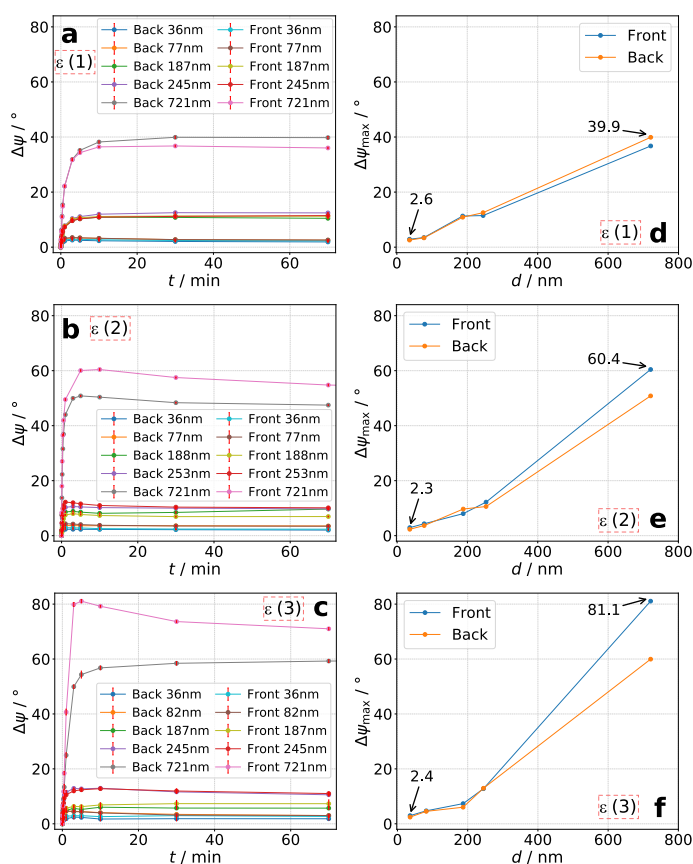 a
ε (1)
Back 36nm
Back 77nm
Back 187nm
Back 245nm
Back 721nm
Front 36nm
Front 77nm
Front 187nm
Front 245nm
Front 721nm
80
60
40
20
0
Δψ / °
0 20 40 60
t / min
Front
Back
39.9
2.6
ε (1) d
80
60
40
20
0
Δψmax / °
0 200 400 600 800
d / nm
b ε (2)
Back 36nm
Back 77nm
Back 188nm
Back 253nm
Back 721nm
Front 36nm
Front 77nm
Front 188nm
Front 253nm
Front 721nm
80
60
40
20
0
Δψ / °
0 20 40 60
t / min
Front
Back
60.4
2.3
ε (2) e
80
60
40
20
0
Δψmax / °
0 200 400 600 800
d / nm
ε (3) c
Back 36nm
Back 82nm
Back 187nm
Back 245nm
Back 721nm
Front 36nm
Front 82nm
Front 187nm
Front 245nm
Front 721nm
80
60
40
20
0
Δψ / °
0 20 40 60
t / min
Front
Back
81.1
2.4
ε (3) f
80
60
40
20
0
Δψmax / °
0 200 400 600 800
d / nm